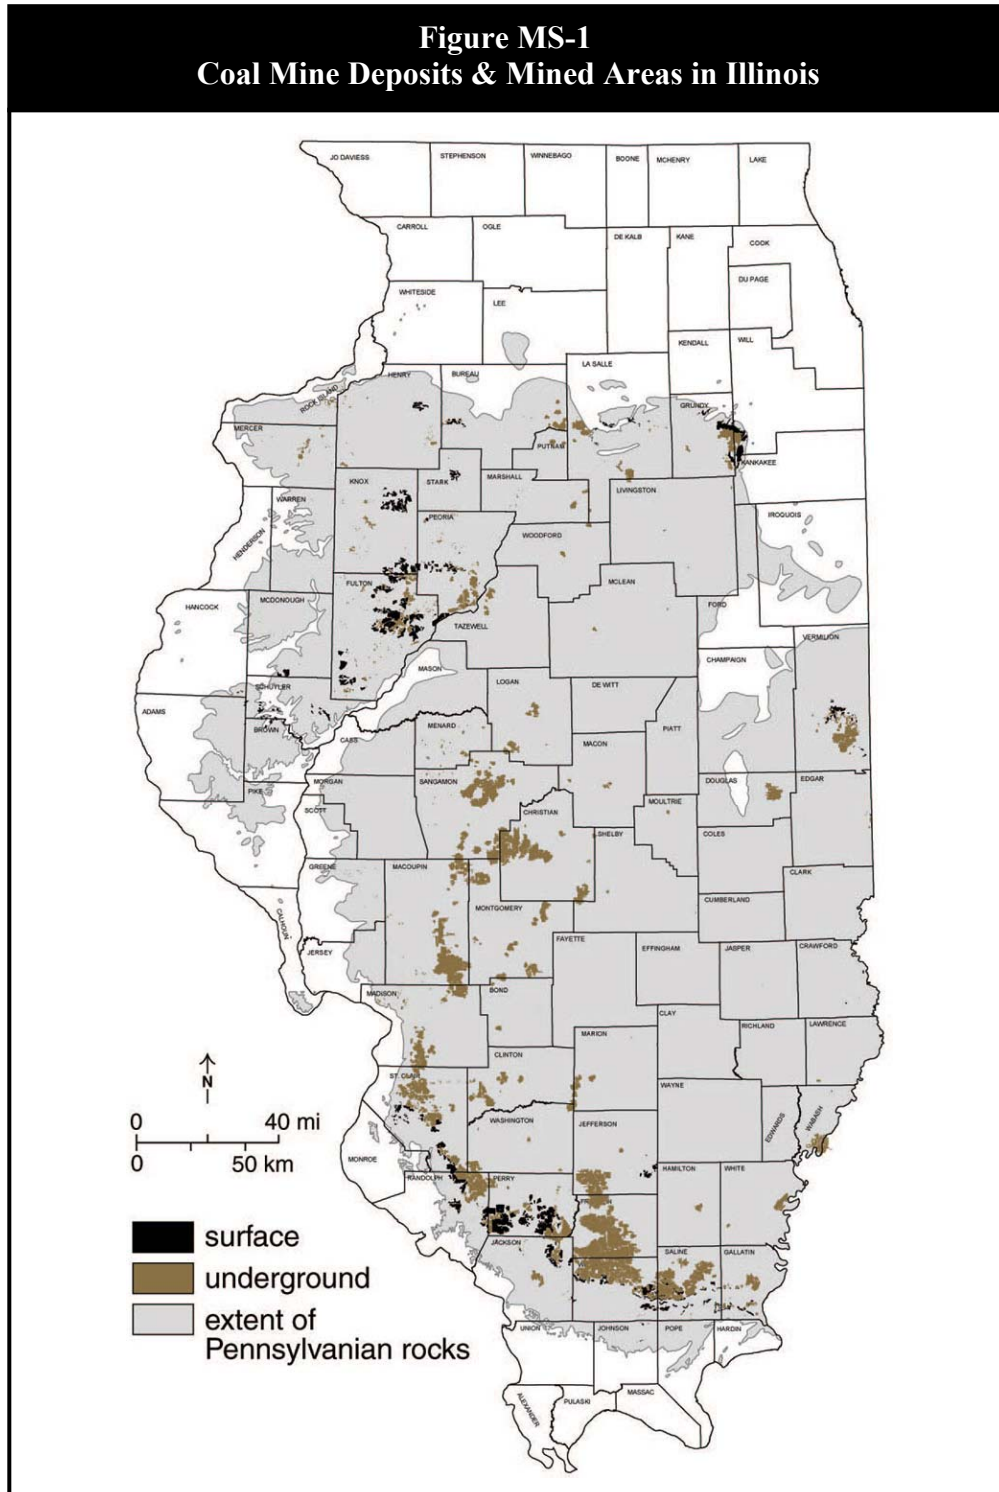 Figure MS-1
Coal Mine Deposits & Mined Areas in Illinois
JO DAVIESS
STEPHENSON
WINNEBAGO
BOONE
MCHENRY
LAKE
CARROLL
OGLE
DE KALB
KANE
COOK
DU PAGE
WHITESIDE
LEE
KENDALL
WILL
LA SALLE
HENRY
BUREAU
ROCK ISLAND
GRUNDY
MERCER
PUTNAM
KANKAKEE
KNOX
STARK
MARSHALL
LIVINGSTON
WARREN
HENDERSON
PEORIA
IROQUOIS
WOODFORD
FULTON
MCLEAN
HANCOCK
MCDONOUGH
FORD
TAZEWELL
VERMILION
CHAMPAIGN
MASON
LOGAN
DE WITT
SCHUYLER
ADAMS
MENARD
PIATT
BROWN
CASS
MACON
MORGAN
SANGAMON
DOUGLAS
EDGAR
PIKE
SCOTT
CHRISTIAN
MOULTRIE
SHELBY
COLES
GREENE
MACOUPIN
CLARK
CUMBERLAND
MONTGOMERY
CALHOUN
JERSEY
FAYETTE
EFFINGHAM
JASPER
CRAWFORD
MADISON
BOND
CLAY
RICHLAND
LAWRENCE
MARION
CLINTON
ST. CLAIR
WAYNE
EDWARDS
WABASH
N
0 40 mi
0 50 km
WASHINGTON
JEFFERSON
MONROE
RANDOLPH
PERRY
HAMILTON
WHITE
surface
JACKSON
SALINE
GALLATIN
underground
extent of
Pennsylvanian rocks
UNION
JOHNSON
POPE
HARDIN
ALEXANDER
PULASKI
MASSAC